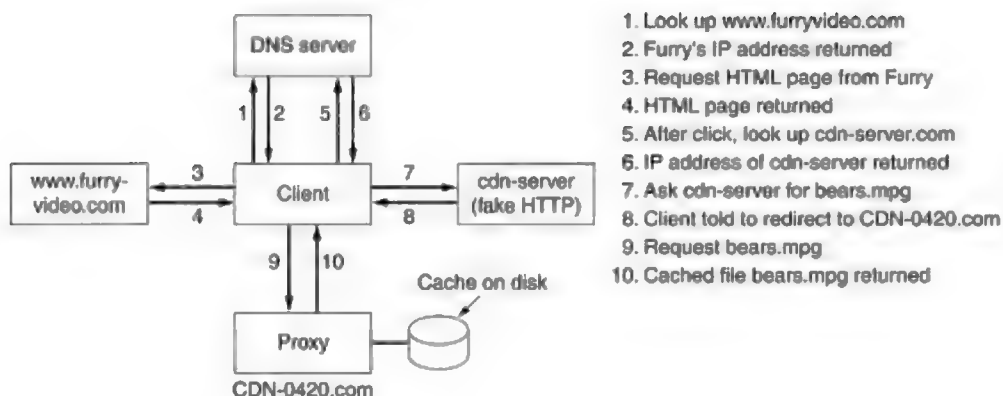 DNS server
1
2
5
6
www.furry-
video.com
3
4
Client
7
8
cdn-server
(fake HTTP)
9
10
Cache on disk
Proxy
CDN-0420.com
1. Look up www.furryvideo.com
2. Furry's IP address returned
3. Request HTML page from Furry
4. HTML page returned
5. After click, look up cdn-server.com
6. IP address of cdn-server returned
7. Ask cdn-server for bears.mpg
8. Client told to redirect to CDN-0420.com
9. Request bears.mpg
10. Cached file bears.mpg returned